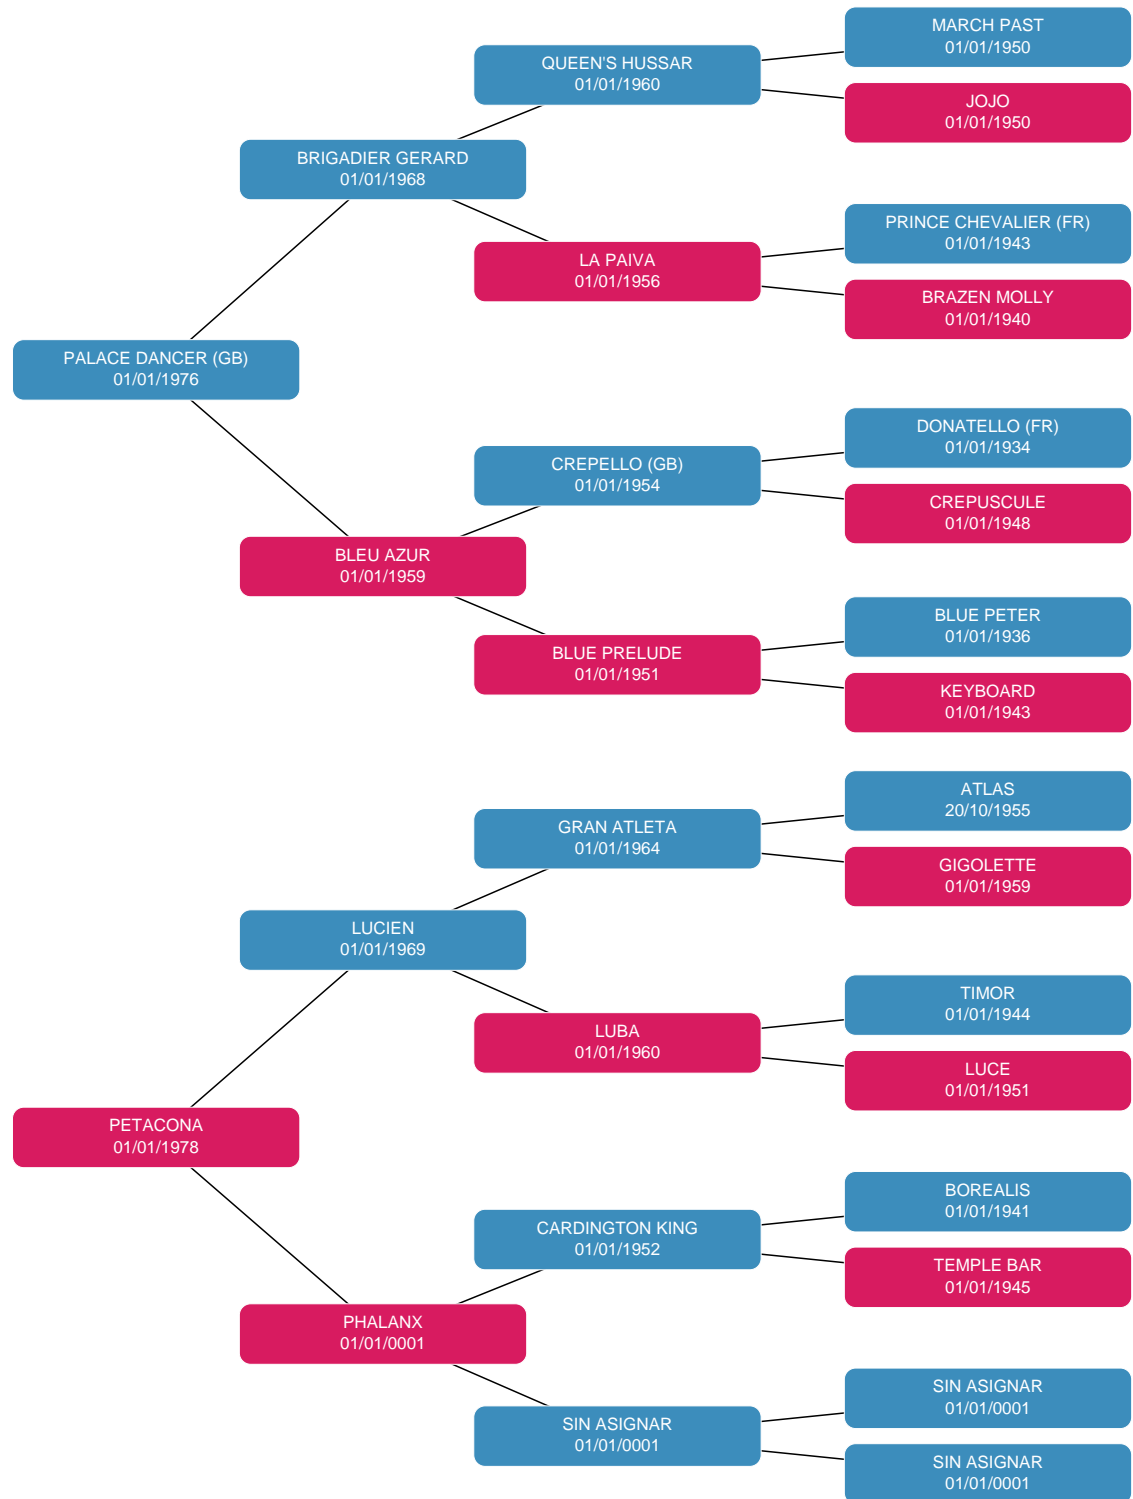 MARCH PAST
01/01/1950
QUEEN'S HUSSAR
01/01/1960
JOJO
01/01/1950
BRIGADIER GERARD
01/01/1968
PRINCE CHEVALIER (FR)
01/01/1943
LA PAIVA
01/01/1956
BRAZEN MOLLY
01/01/1940
PALACE DANCER (GB)
01/01/1976
DONATELLO (FR)
01/01/1934
CREPELLO (GB)
01/01/1954
CREPUSCULE
01/01/1948
BLEU AZUR
01/01/1959
BLUE PETER
01/01/1936
BLUE PRELUDE
01/01/1951
KEYBOARD
01/01/1943
ATLAS
20/10/1955
GRAN ATLETA
01/01/1964
GIGOLETTE
01/01/1959
LUCIEN
01/01/1969
TIMOR
01/01/1944
LUBA
01/01/1960
LUCE
01/01/1951
PETACONA
01/01/1978
BOREALIS
01/01/1941
CARDINGTON KING
01/01/1952
TEMPLE BAR
01/01/1945
PHALANX
01/01/0001
SIN ASIGNAR
01/01/0001
SIN ASIGNAR
01/01/0001
SIN ASIGNAR
01/01/0001